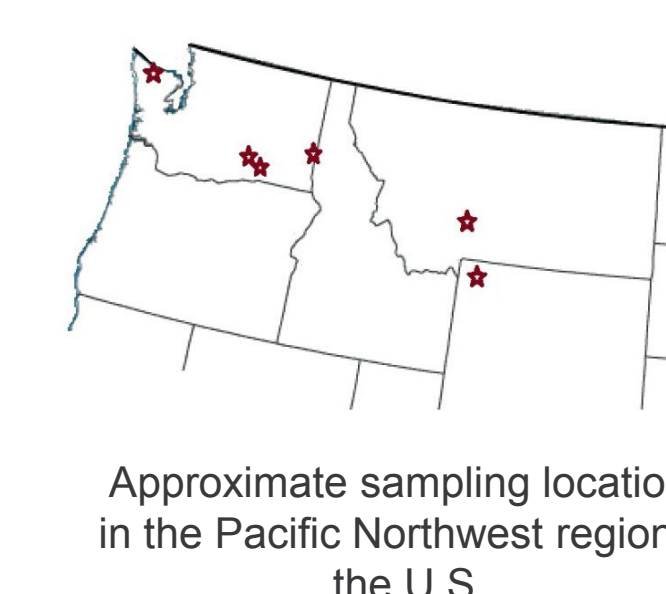 Approximate sampling locatio
in the Pacific Northwest region
the U.S